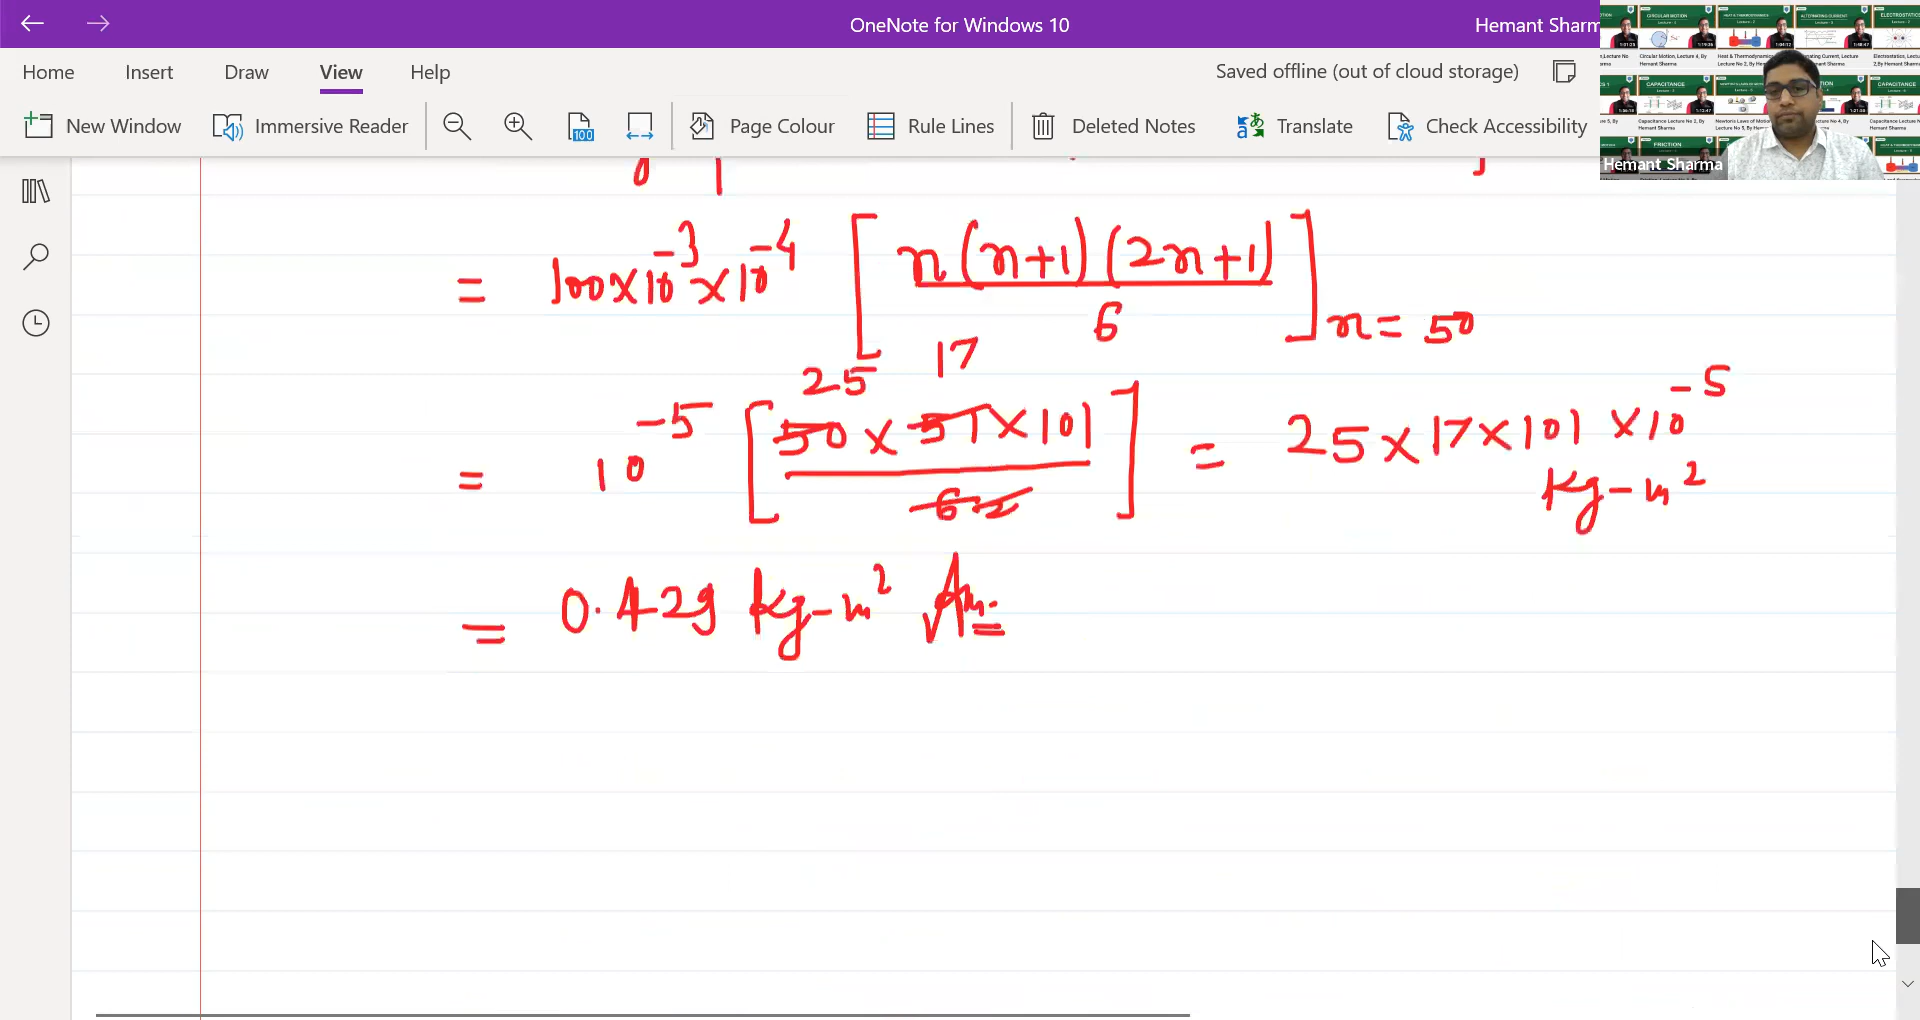 OneNote for Windows 10
Hemant Sharm
Home Insert Draw View Help
Saved offline (out of cloud storage)
New Window Immersive Reader 100 Page Colour Rule Lines Deleted Notes Translate Check Accessibility
Hemant Sharma
= 100×10⁻³×10⁻⁴ [n(n+1)(2n+1)/6] n = 50
25 17
= 10⁻⁵ [50 × 51 × 101 / 6 2] = 25 × 17 × 101 × 10⁻⁵
kg-m²
= 0.429 kg-m² Ans.